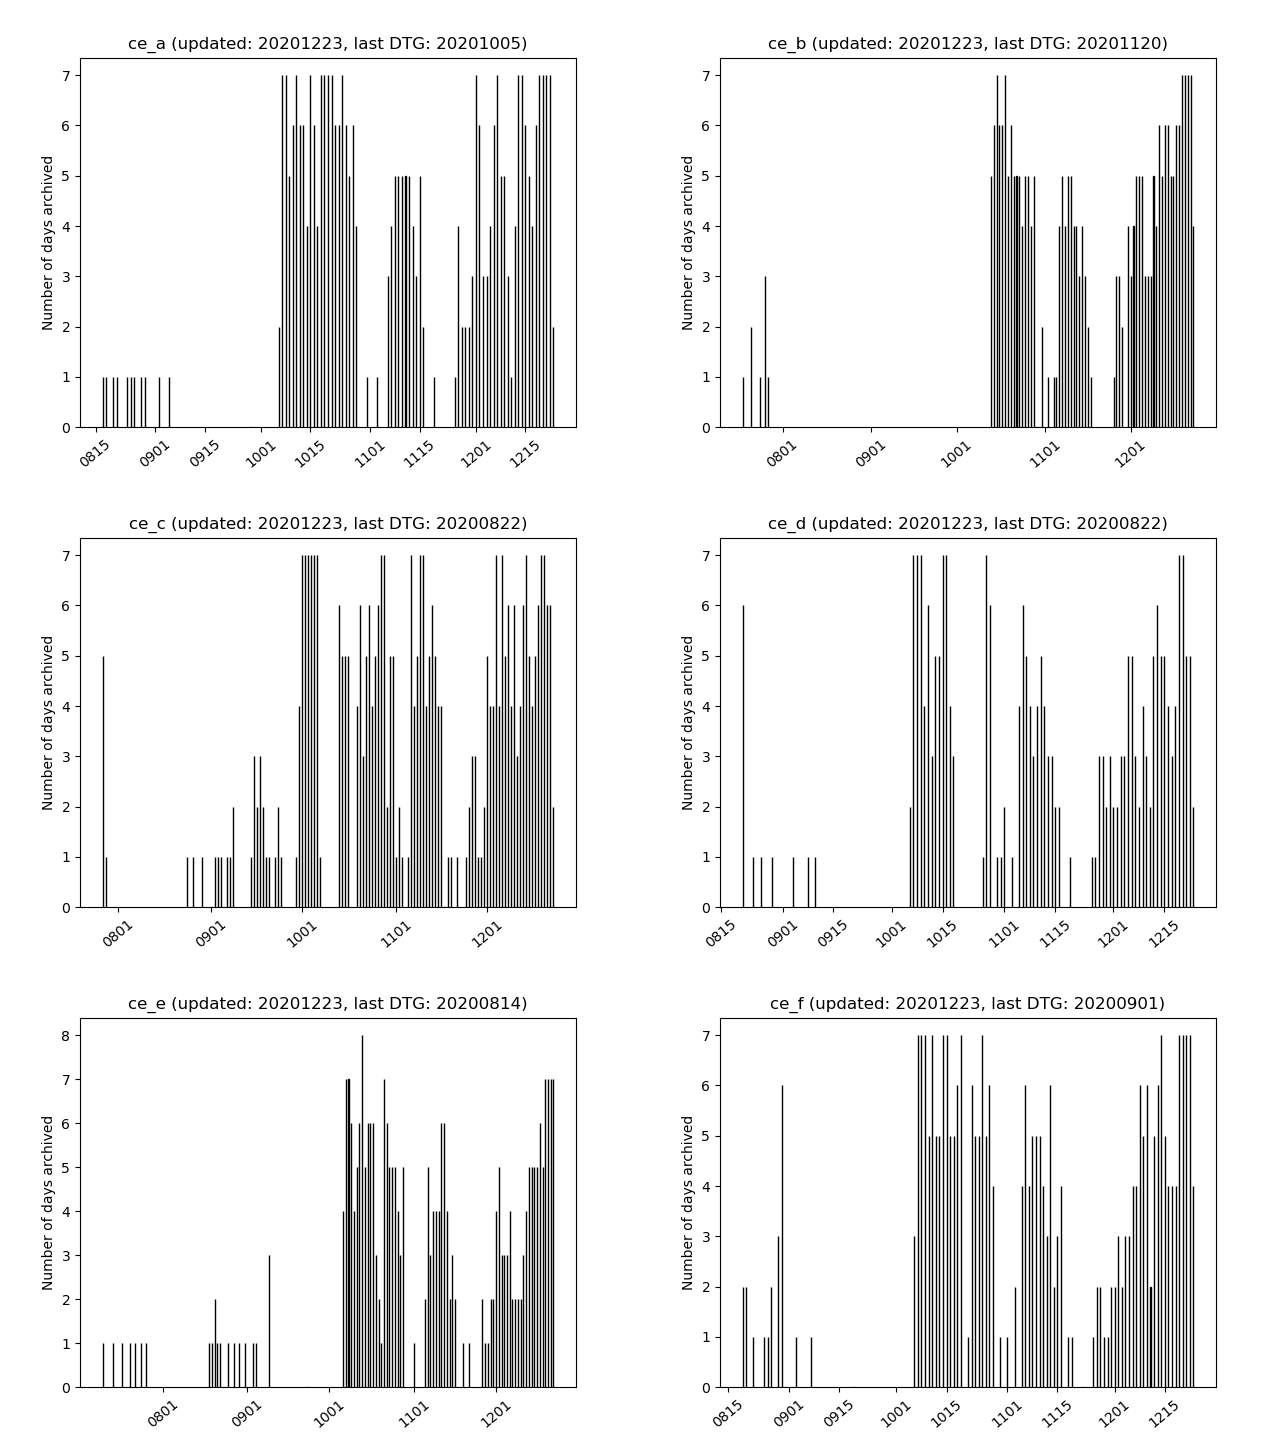 ce_a (updated: 20201223, last DTG: 20201005)
Number of days archived
7
6
5
4
3
2
1
0
0815 0901 0915 1001 1015 1101 1115 1201 1215
ce_b (updated: 20201223, last DTG: 20201120)
Number of days archived
7
6
5
4
3
2
1
0
0801 0901 1001 1101 1201
ce_c (updated: 20201223, last DTG: 20200822)
Number of days archived
7
6
5
4
3
2
1
0
0801 0901 1001 1101 1201
ce_d (updated: 20201223, last DTG: 20200822)
Number of days archived
7
6
5
4
3
2
1
0
0815 0901 0915 1001 1015 1101 1115 1201 1215
ce_e (updated: 20201223, last DTG: 20200814)
Number of days archived
8
7
6
5
4
3
2
1
0
0801 0901 1001 1101 1201
ce_f (updated: 20201223, last DTG: 20200901)
Number of days archived
7
6
5
4
3
2
1
0
0815 0901 0915 1001 1015 1101 1115 1201 1215